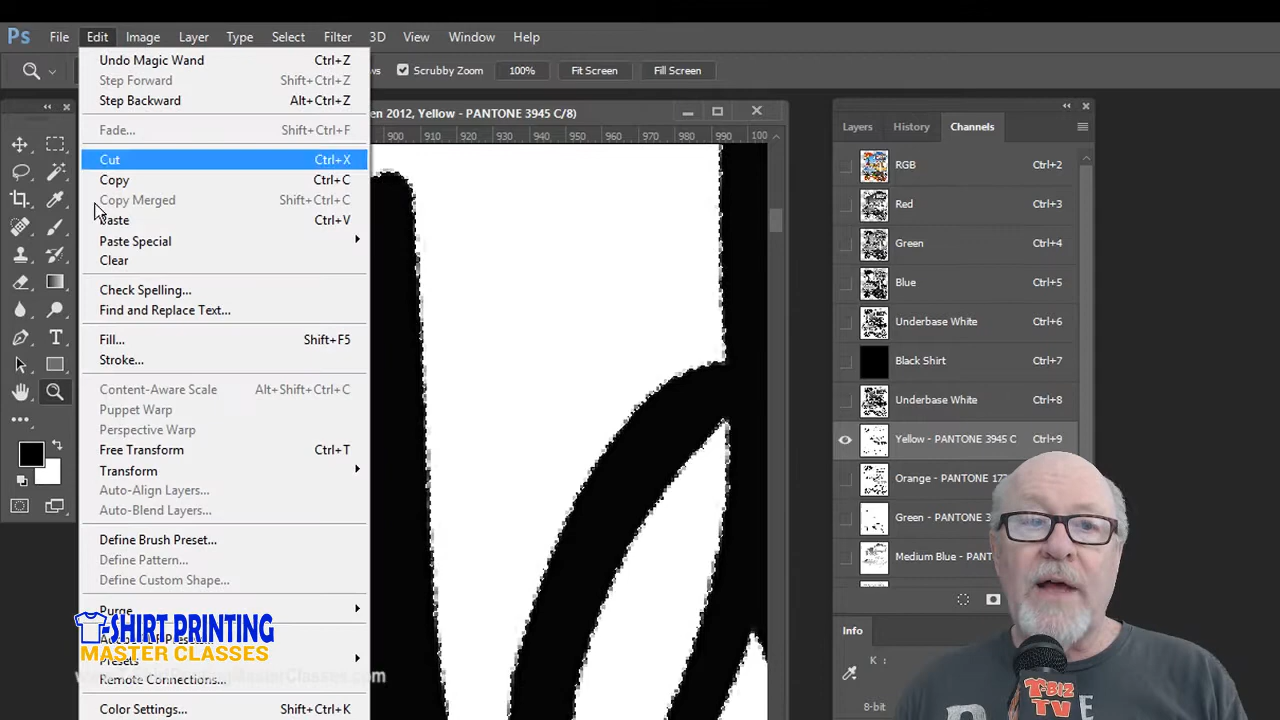 Ps File Edit Image Layer Type Select Filter 3D View Window Help
Scrubby Zoom 100% Fit Screen Fill Screen
en 2012, Yellow - PANTONE 3945 C/8)
900 910 920 930 940 950 960 970 980 990 100
Undo Magic Wand Ctrl+Z
Step Forward Shift+Ctrl+Z
Step Backward Alt+Ctrl+Z
Fade... Shift+Ctrl+F
Cut Ctrl+X
Copy Ctrl+C
Copy Merged Shift+Ctrl+C
Paste Ctrl+V
Paste Special
Clear
Check Spelling...
Find and Replace Text...
Fill... Shift+F5
Stroke...
Content-Aware Scale Alt+Shift+Ctrl+C
Puppet Warp
Perspective Warp
Free Transform Ctrl+T
Transform
Auto-Align Layers...
Auto-Blend Layers...
Define Brush Preset...
Define Pattern...
Define Custom Shape...
Purge
Presets
Remote Connections...
Color Settings... Shift+Ctrl+K
Layers History Channels
RGB Ctrl+2
Red Ctrl+3
Green Ctrl+4
Blue Ctrl+5
Underbase White Ctrl+6
Black Shirt Ctrl+7
Underbase White Ctrl+8
Yellow - PANTONE 3945 C Ctrl+9
Orange - PANTONE 17
Green - PANTONE 3
Medium Blue - PANT
Info
K :
8-bit
T-SHIRT PRINTING
MASTER CLASSES
T-BIZ
TV